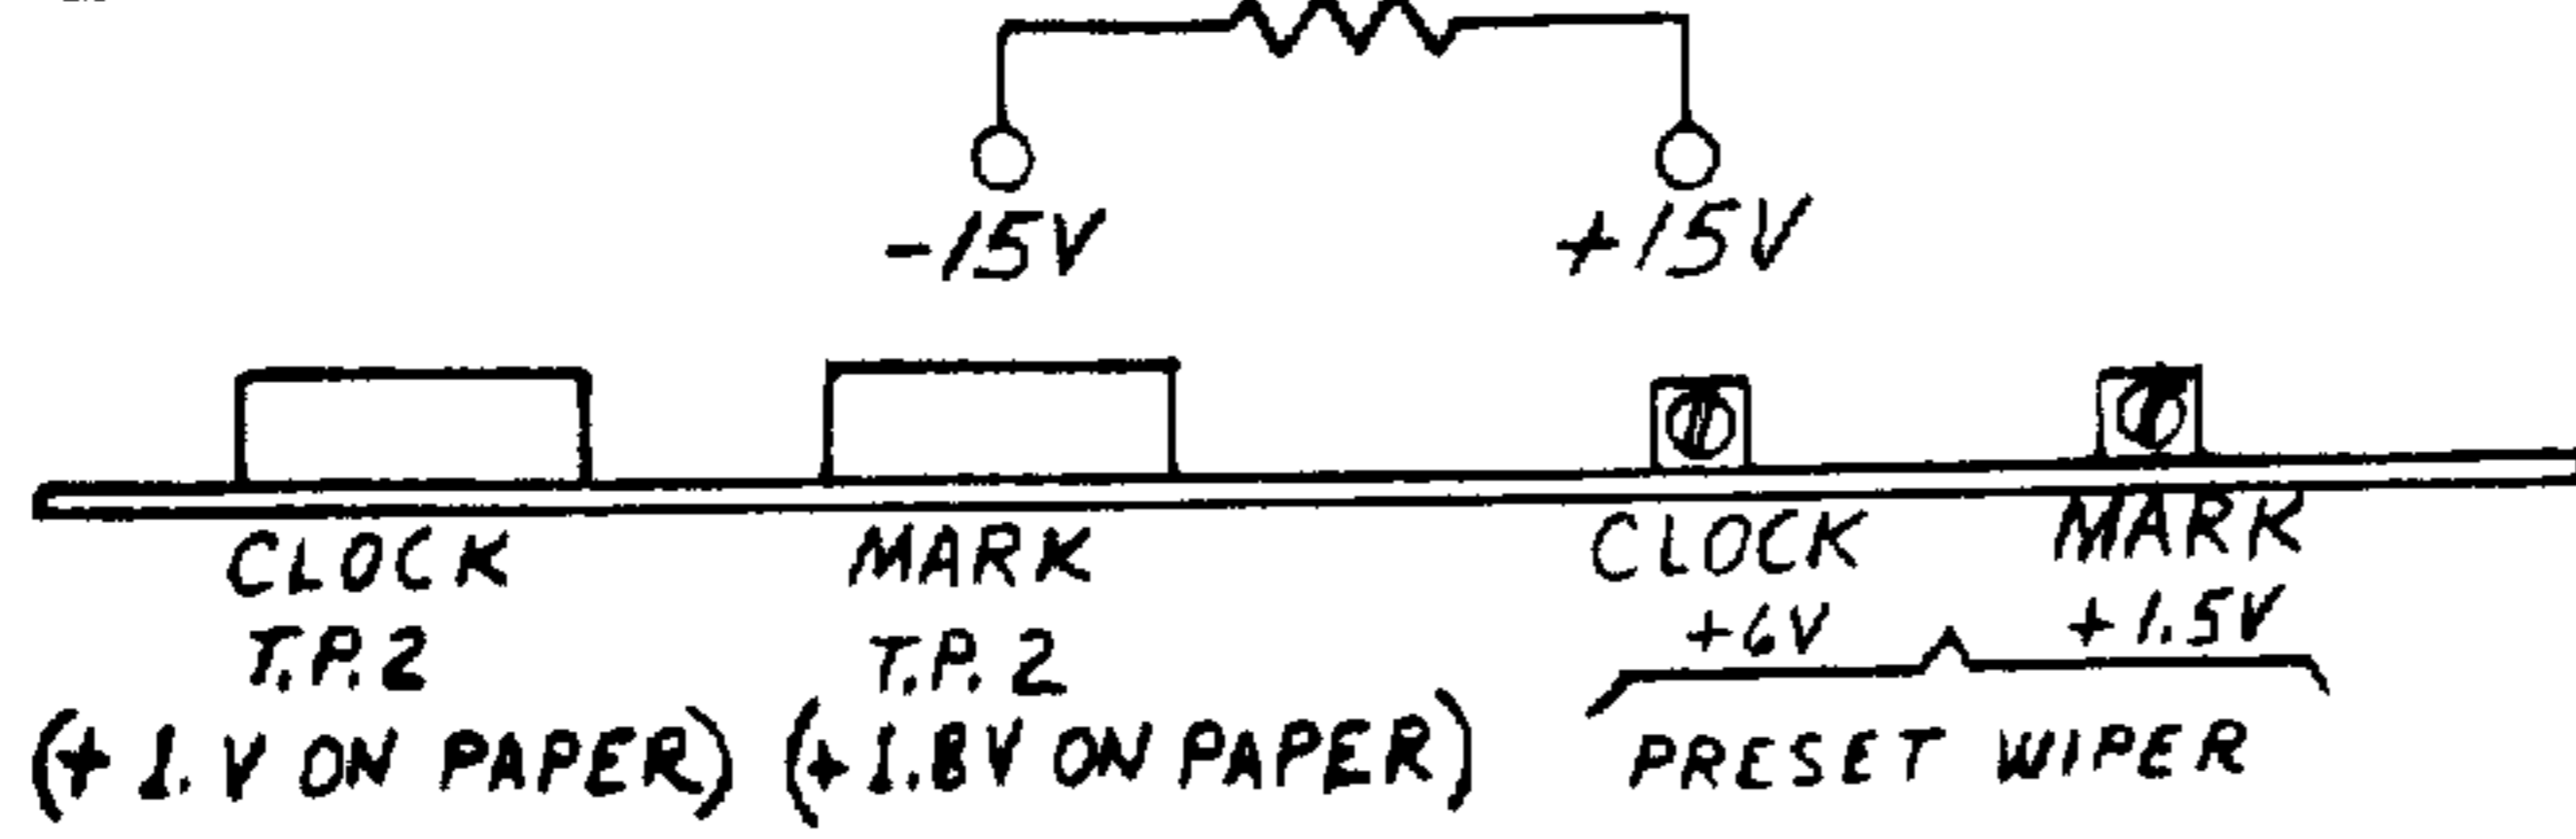 -15V +15V
CLOCK MARK CLOCK MARK
T.P.2 T.P.2 +6V +1.5V
(+ 1. V ON PAPER) (+ 1.8V ON PAPER) PRESET WIPER